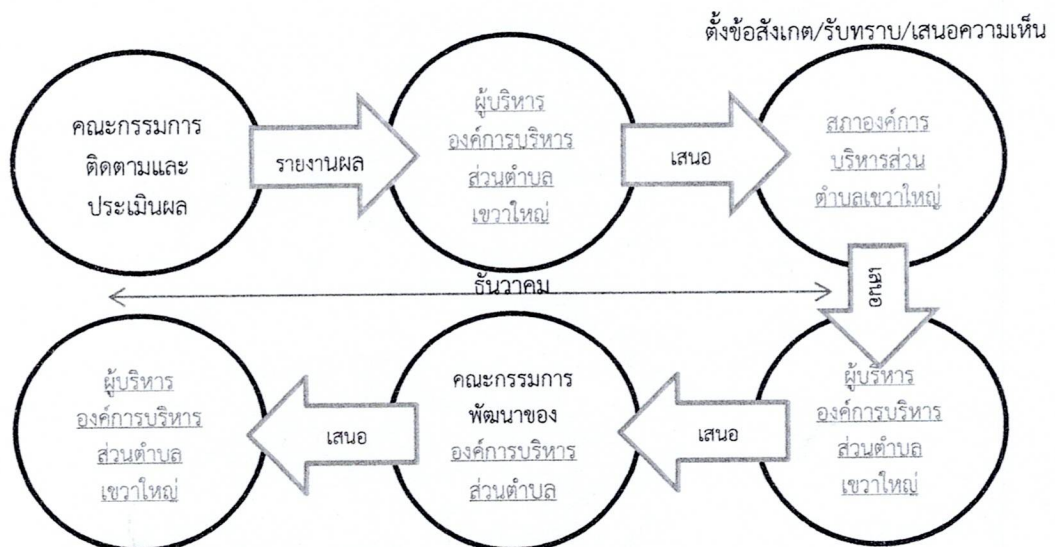 ตั้งข้อสังเกต/รับทราบ/เสนอความเห็น
คณะกรรมการ
ติดตามและ
ประเมินผล
รายงานผล
ผู้บริหาร
องค์การบริหาร
ส่วนตำบล
เขวาใหญ่
เสนอ
สภาองค์การ
บริหารส่วน
ตำบลเขวาใหญ่
เสนอ
ธันวาคม
ผู้บริหาร
องค์การบริหาร
ส่วนตำบล
เขวาใหญ่
เสนอ
คณะกรรมการ
พัฒนาของ
องค์การบริหาร
ส่วนตำบล
เสนอ
ผู้บริหาร
องค์การบริหาร
ส่วนตำบล
เขวาใหญ่